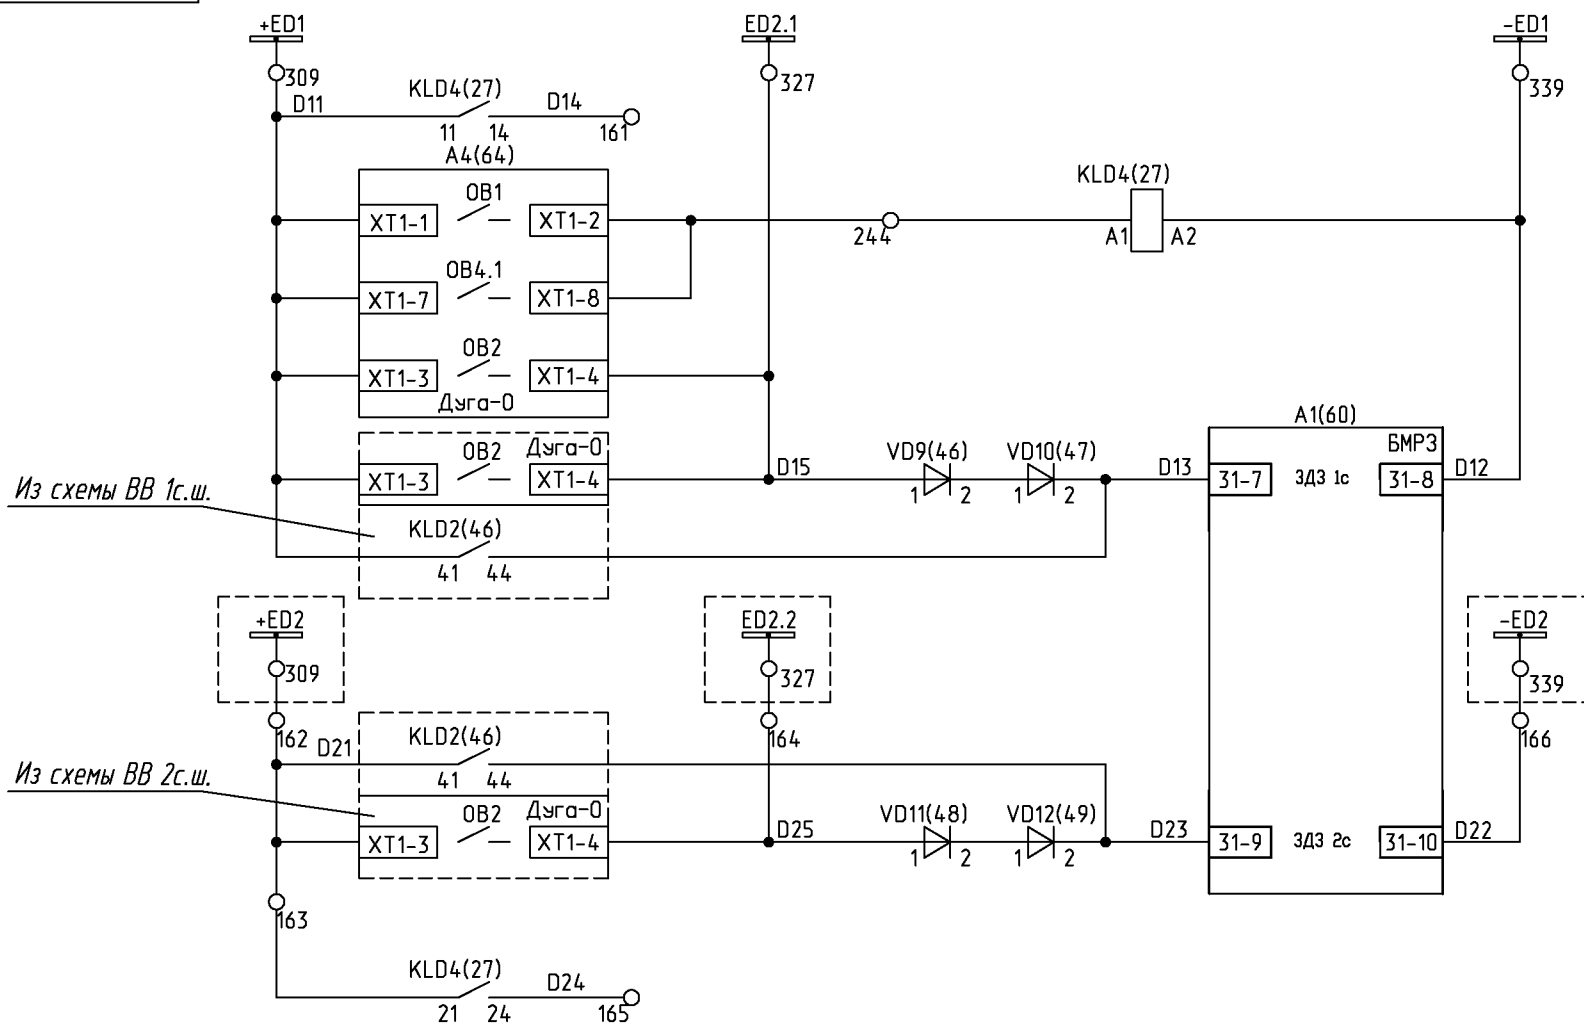 +ED1 ED2.1 -ED1
309 327 339
KLD4(27)
D11 D14
11 14 161
A4(64)
KLD4(27)
OB1
XT1-1 XT1-2
244 A1 A2
OB4.1
XT1-7 XT1-8
OB2
XT1-3 XT1-4
Дуга-О
A1(60)
OB2 Дуга-О VD9(46) VD10(47) БМРЗ
XT1-3 XT1-4 D15 1 2 1 2 D13 31-7 ЗДЗ 1с 31-8 D12
Из схемы ВВ 1с.ш.
KLD2(46)
41 44
+ED2 ED2.2 -ED2
309 327 339
162 164 166
D21 KLD2(46)
41 44
Из схемы ВВ 2с.ш.
OB2 Дуга-О VD11(48) VD12(49)
XT1-3 XT1-4 D25 1 2 1 2 D23 31-9 ЗДЗ 2с 31-10 D22
163
KLD4(27) D24
21 24 165